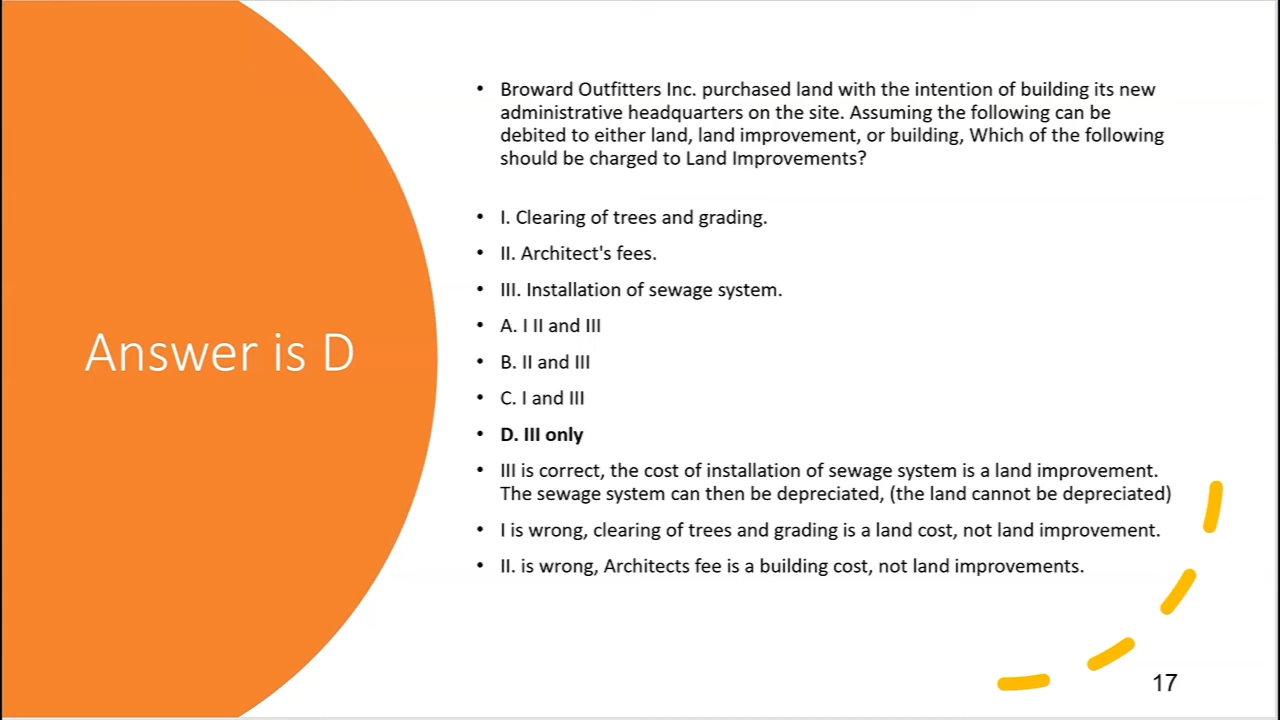 Answer is D
• Broward Outfitters Inc. purchased land with the intention of building its new
administrative headquarters on the site. Assuming the following can be
debited to either land, land improvement, or building, Which of the following
should be charged to Land Improvements?
• I. Clearing of trees and grading.
• II. Architect's fees.
• III. Installation of sewage system.
• A. I II and III
• B. II and III
• C. I and III
• D. III only
• III is correct, the cost of installation of sewage system is a land improvement.
The sewage system can then be depreciated, (the land cannot be depreciated)
• I is wrong, clearing of trees and grading is a land cost, not land improvement.
• II. is wrong, Architects fee is a building cost, not land improvements.
17